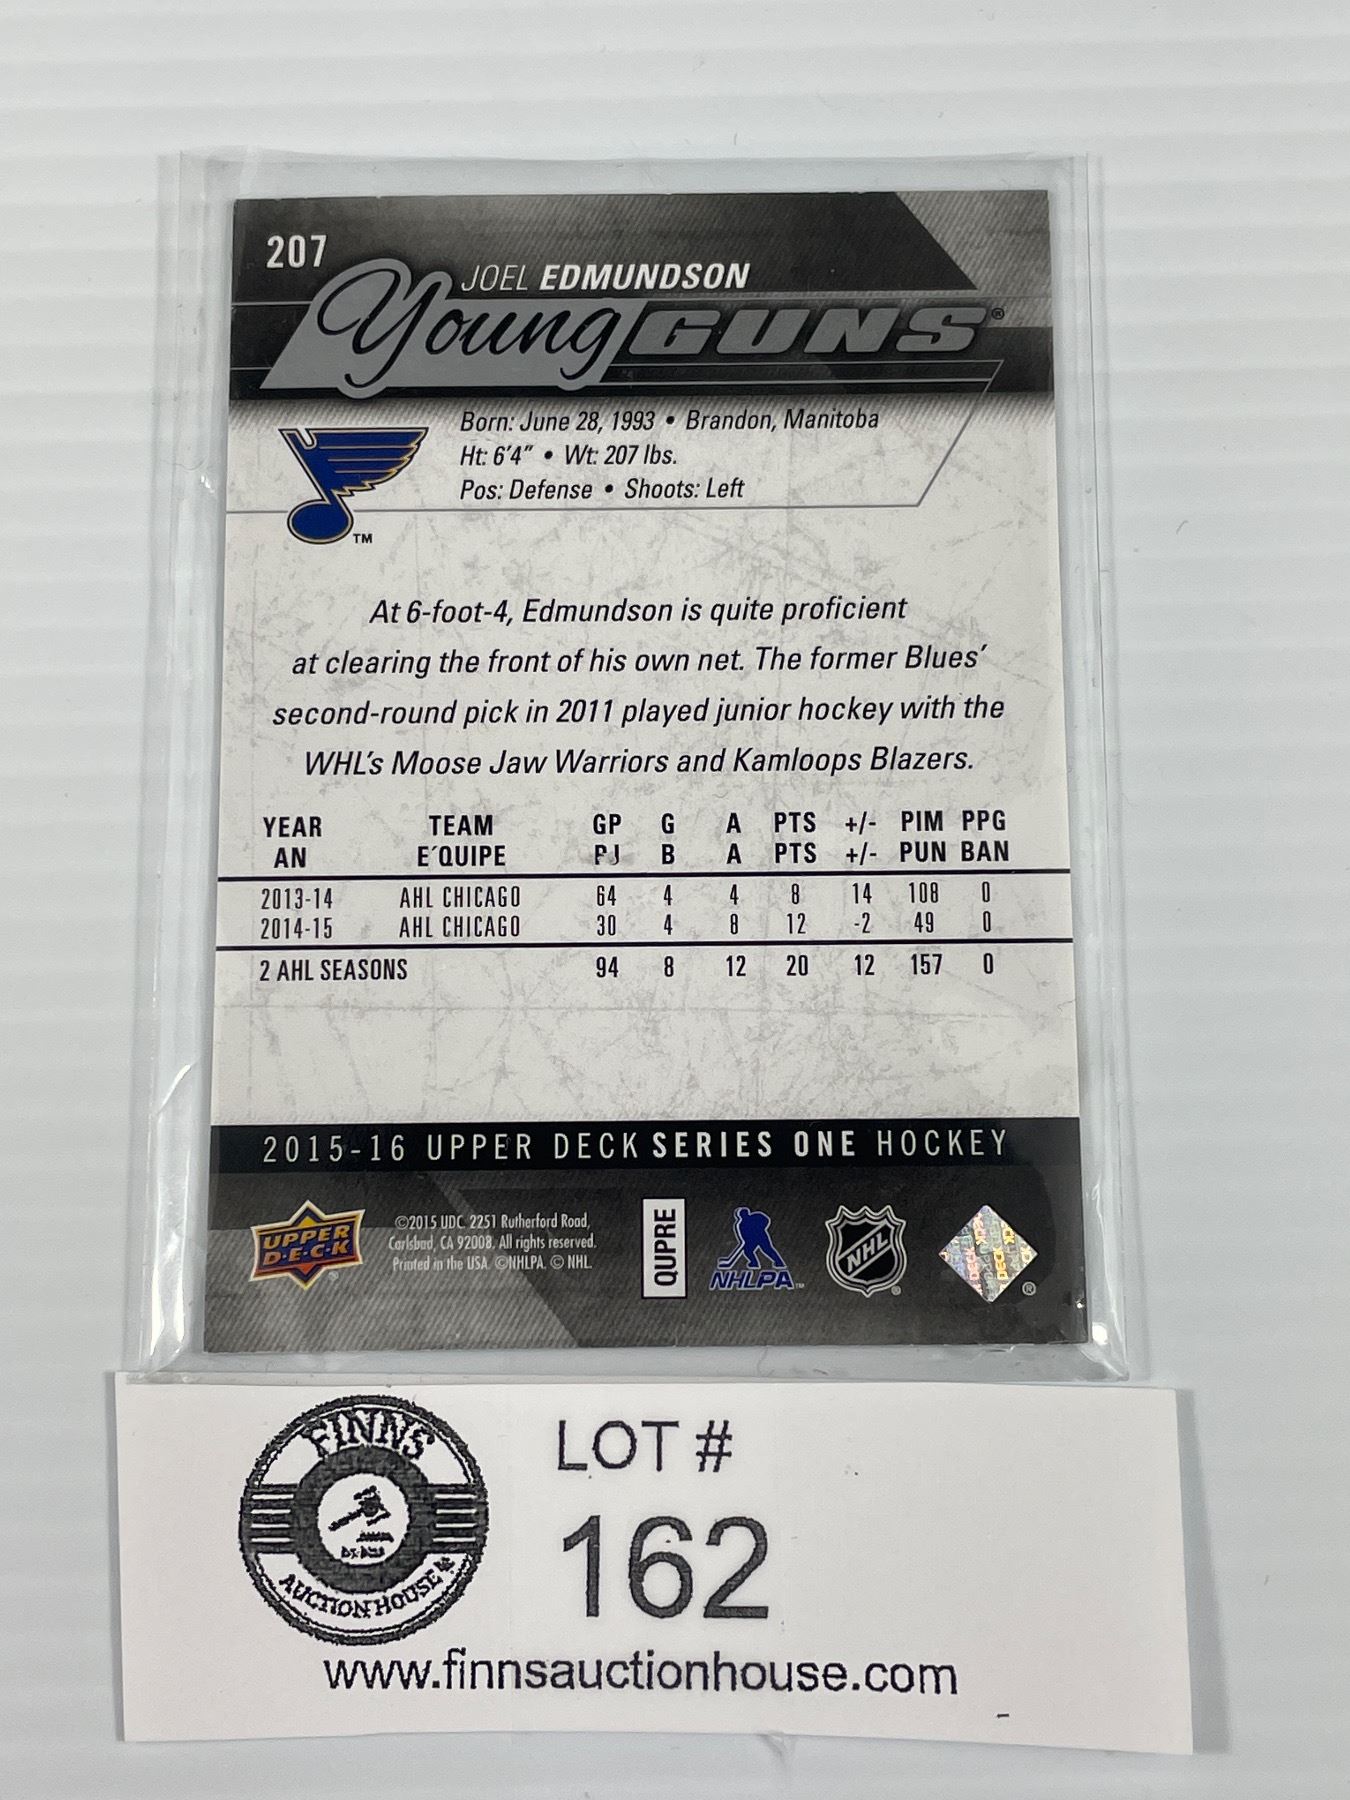 207
JOEL EDMUNDSON
Young GUNS®
Born: June 28, 1993 • Brandon, Manitoba
Ht: 6'4" • Wt: 207 lbs.
Pos: Defense • Shoots: Left
TM
At 6-foot-4, Edmundson is quite proficient
at clearing the front of his own net. The former Blues'
second-round pick in 2011 played junior hockey with the
WHL's Moose Jaw Warriors and Kamloops Blazers.
YEAR TEAM GP G A PTS +/- PIM PPG
AN E´QUIPE PJ B A PTS +/- PUN BAN
2013-14 AHL CHICAGO 64 4 4 8 14 108 0
2014-15 AHL CHICAGO 30 4 8 12 -2 49 0
2 AHL SEASONS 94 8 12 20 12 157 0
2015-16 UPPER DECK SERIES ONE HOCKEY
UPPER
D·E·C·K
®
©2015 UDC. 2251 Rutherford Road,
Carlsbad, CA 92008. All rights reserved.
Printed in the USA. ©NHLPA. © NHL.
QUPRE
NHLPA™
NHL ®
UPPER DECK
®
FINNS
AUCTION HOUSE
LOT #
162
www.finnsauctionhouse.com